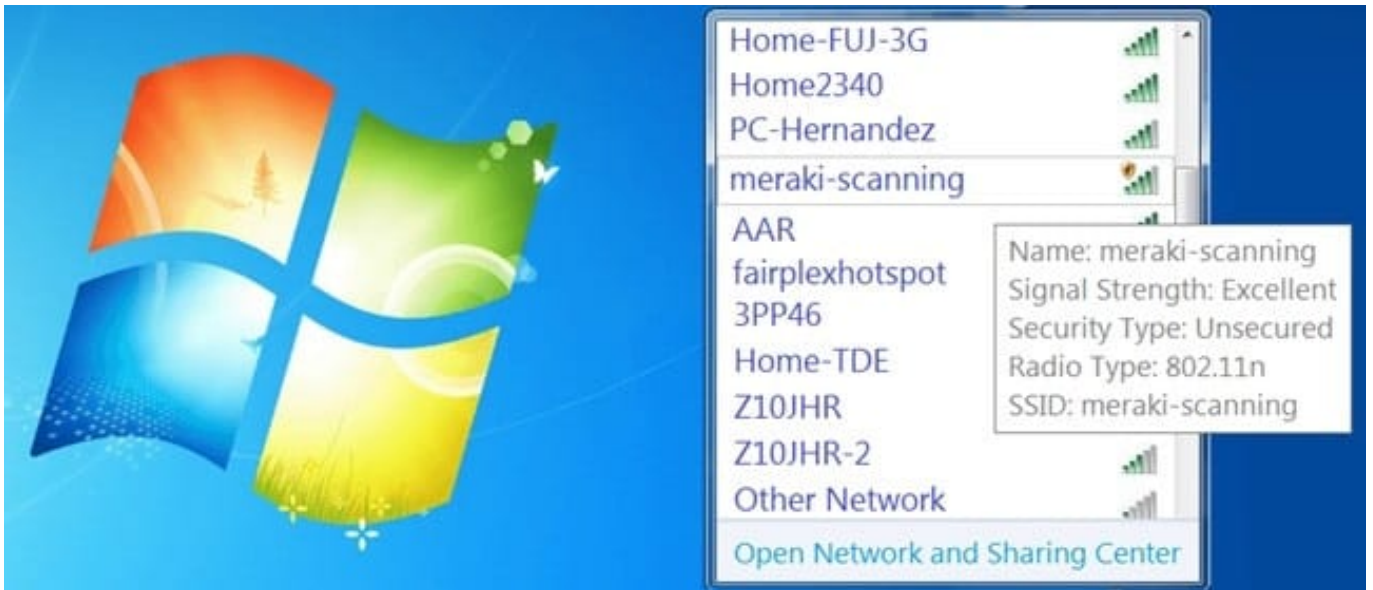 Home-FUJ-3G
Home2340
PC-Hernandez
meraki-scanning
AAR
fairplexhotspot
3PP46
Home-TDE
Z10JHR
Z10JHR-2
Other Network
Open Network and Sharing Center
Name: meraki-scanning
Signal Strength: Excellent
Security Type: Unsecured
Radio Type: 802.11n
SSID: meraki-scanning